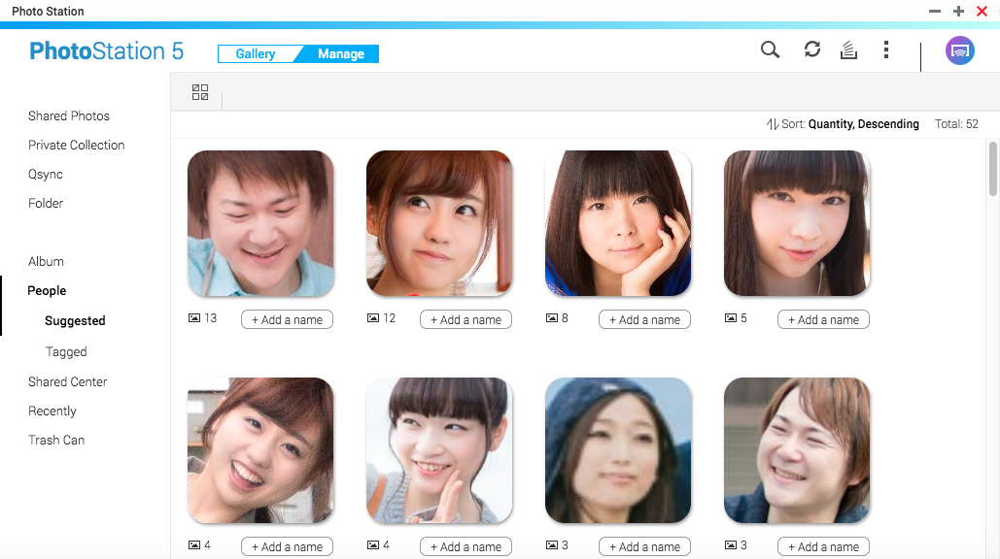 Photo Station
PhotoStation 5
Gallery
Manage
Sort: Quantity, Descending
Total: 52
Shared Photos
Private Collection
Qsync
Folder
Album
People
Suggested
Tagged
Shared Center
Recently
Trash Can
13
+ Add a name
12
+ Add a name
8
+ Add a name
5
+ Add a name
4
+ Add a name
4
+ Add a name
3
+ Add a name
3
+ Add a name